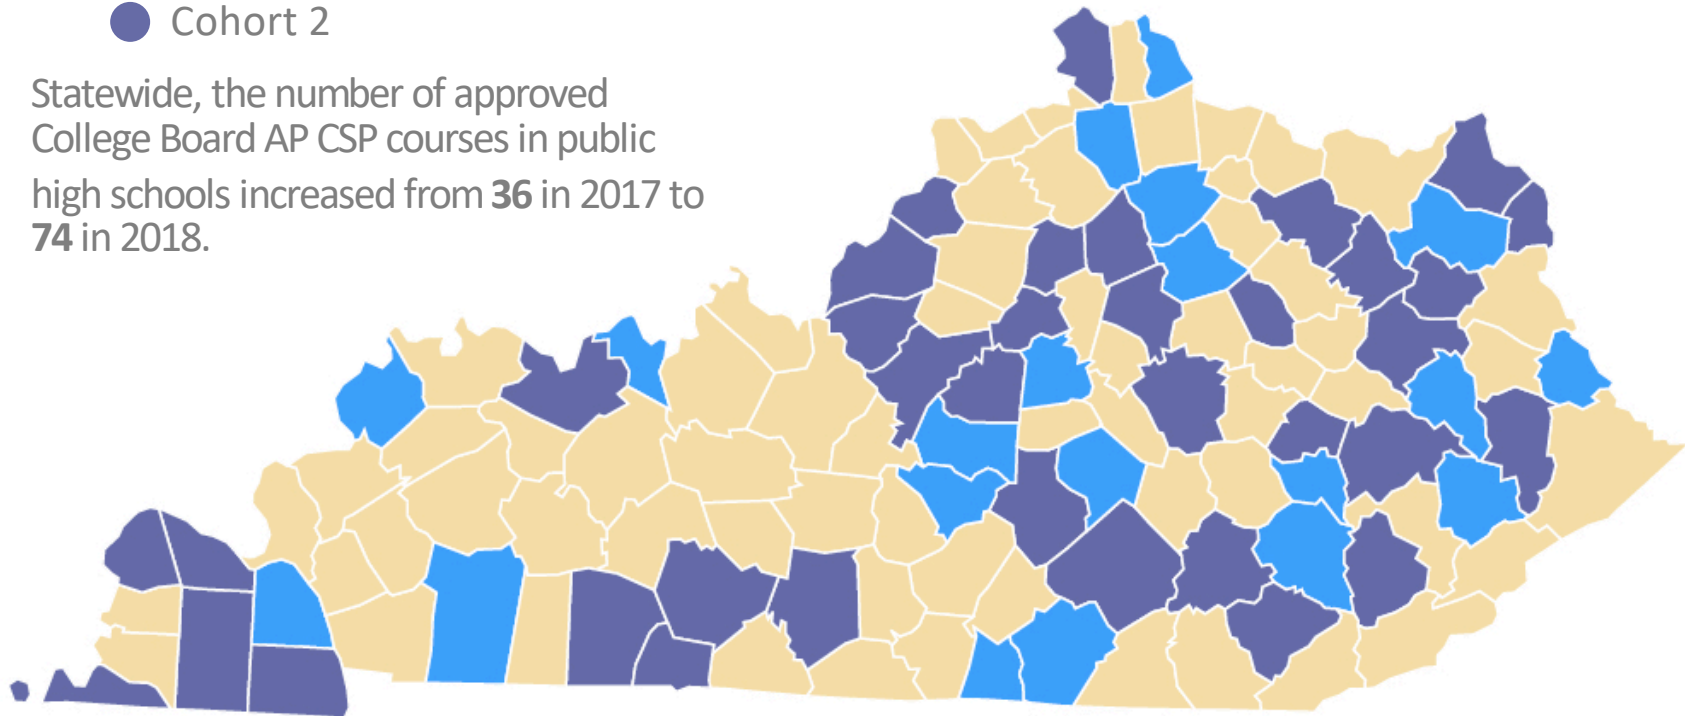 Cohort 2
Statewide, the number of approved
College Board AP CSP courses in public
high schools increased from 36 in 2017 to
74 in 2018.